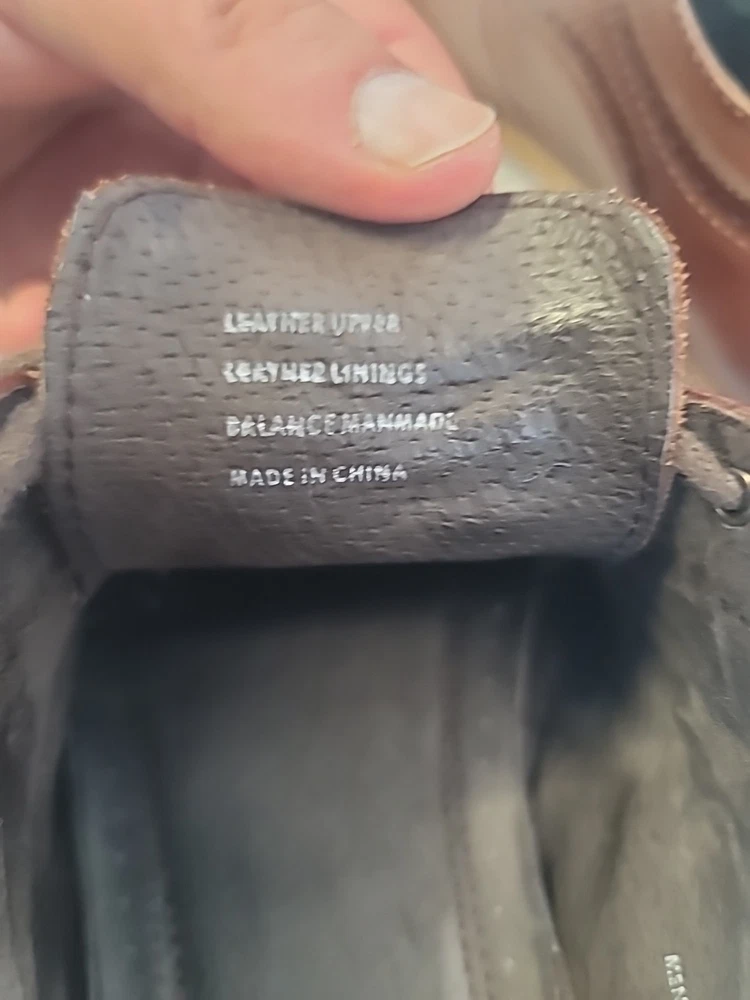 LEATHER UPPER
LEATHER LININGS
BALANCE MANMADE
MADE IN CHINA